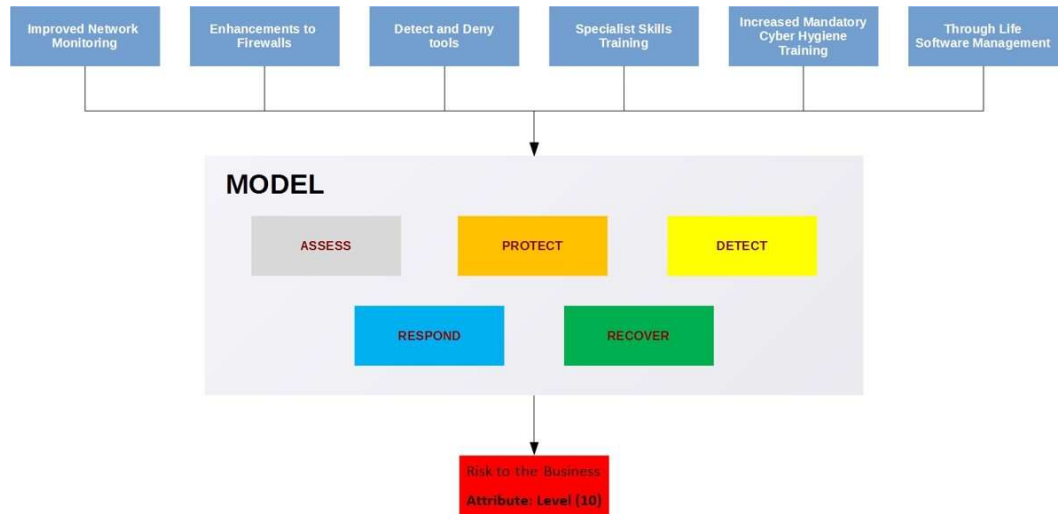 Improved Network
Monitoring
Enhancements to
Firewalls
Detect and Deny
tools
Specialist Skills
Training
Increased Mandatory
Cyber Hygiene
Training
Through Life
Software Management
MODEL
ASSESS
PROTECT
DETECT
RESPOND
RECOVER
Risk to the Business
Attribute: Level (10)